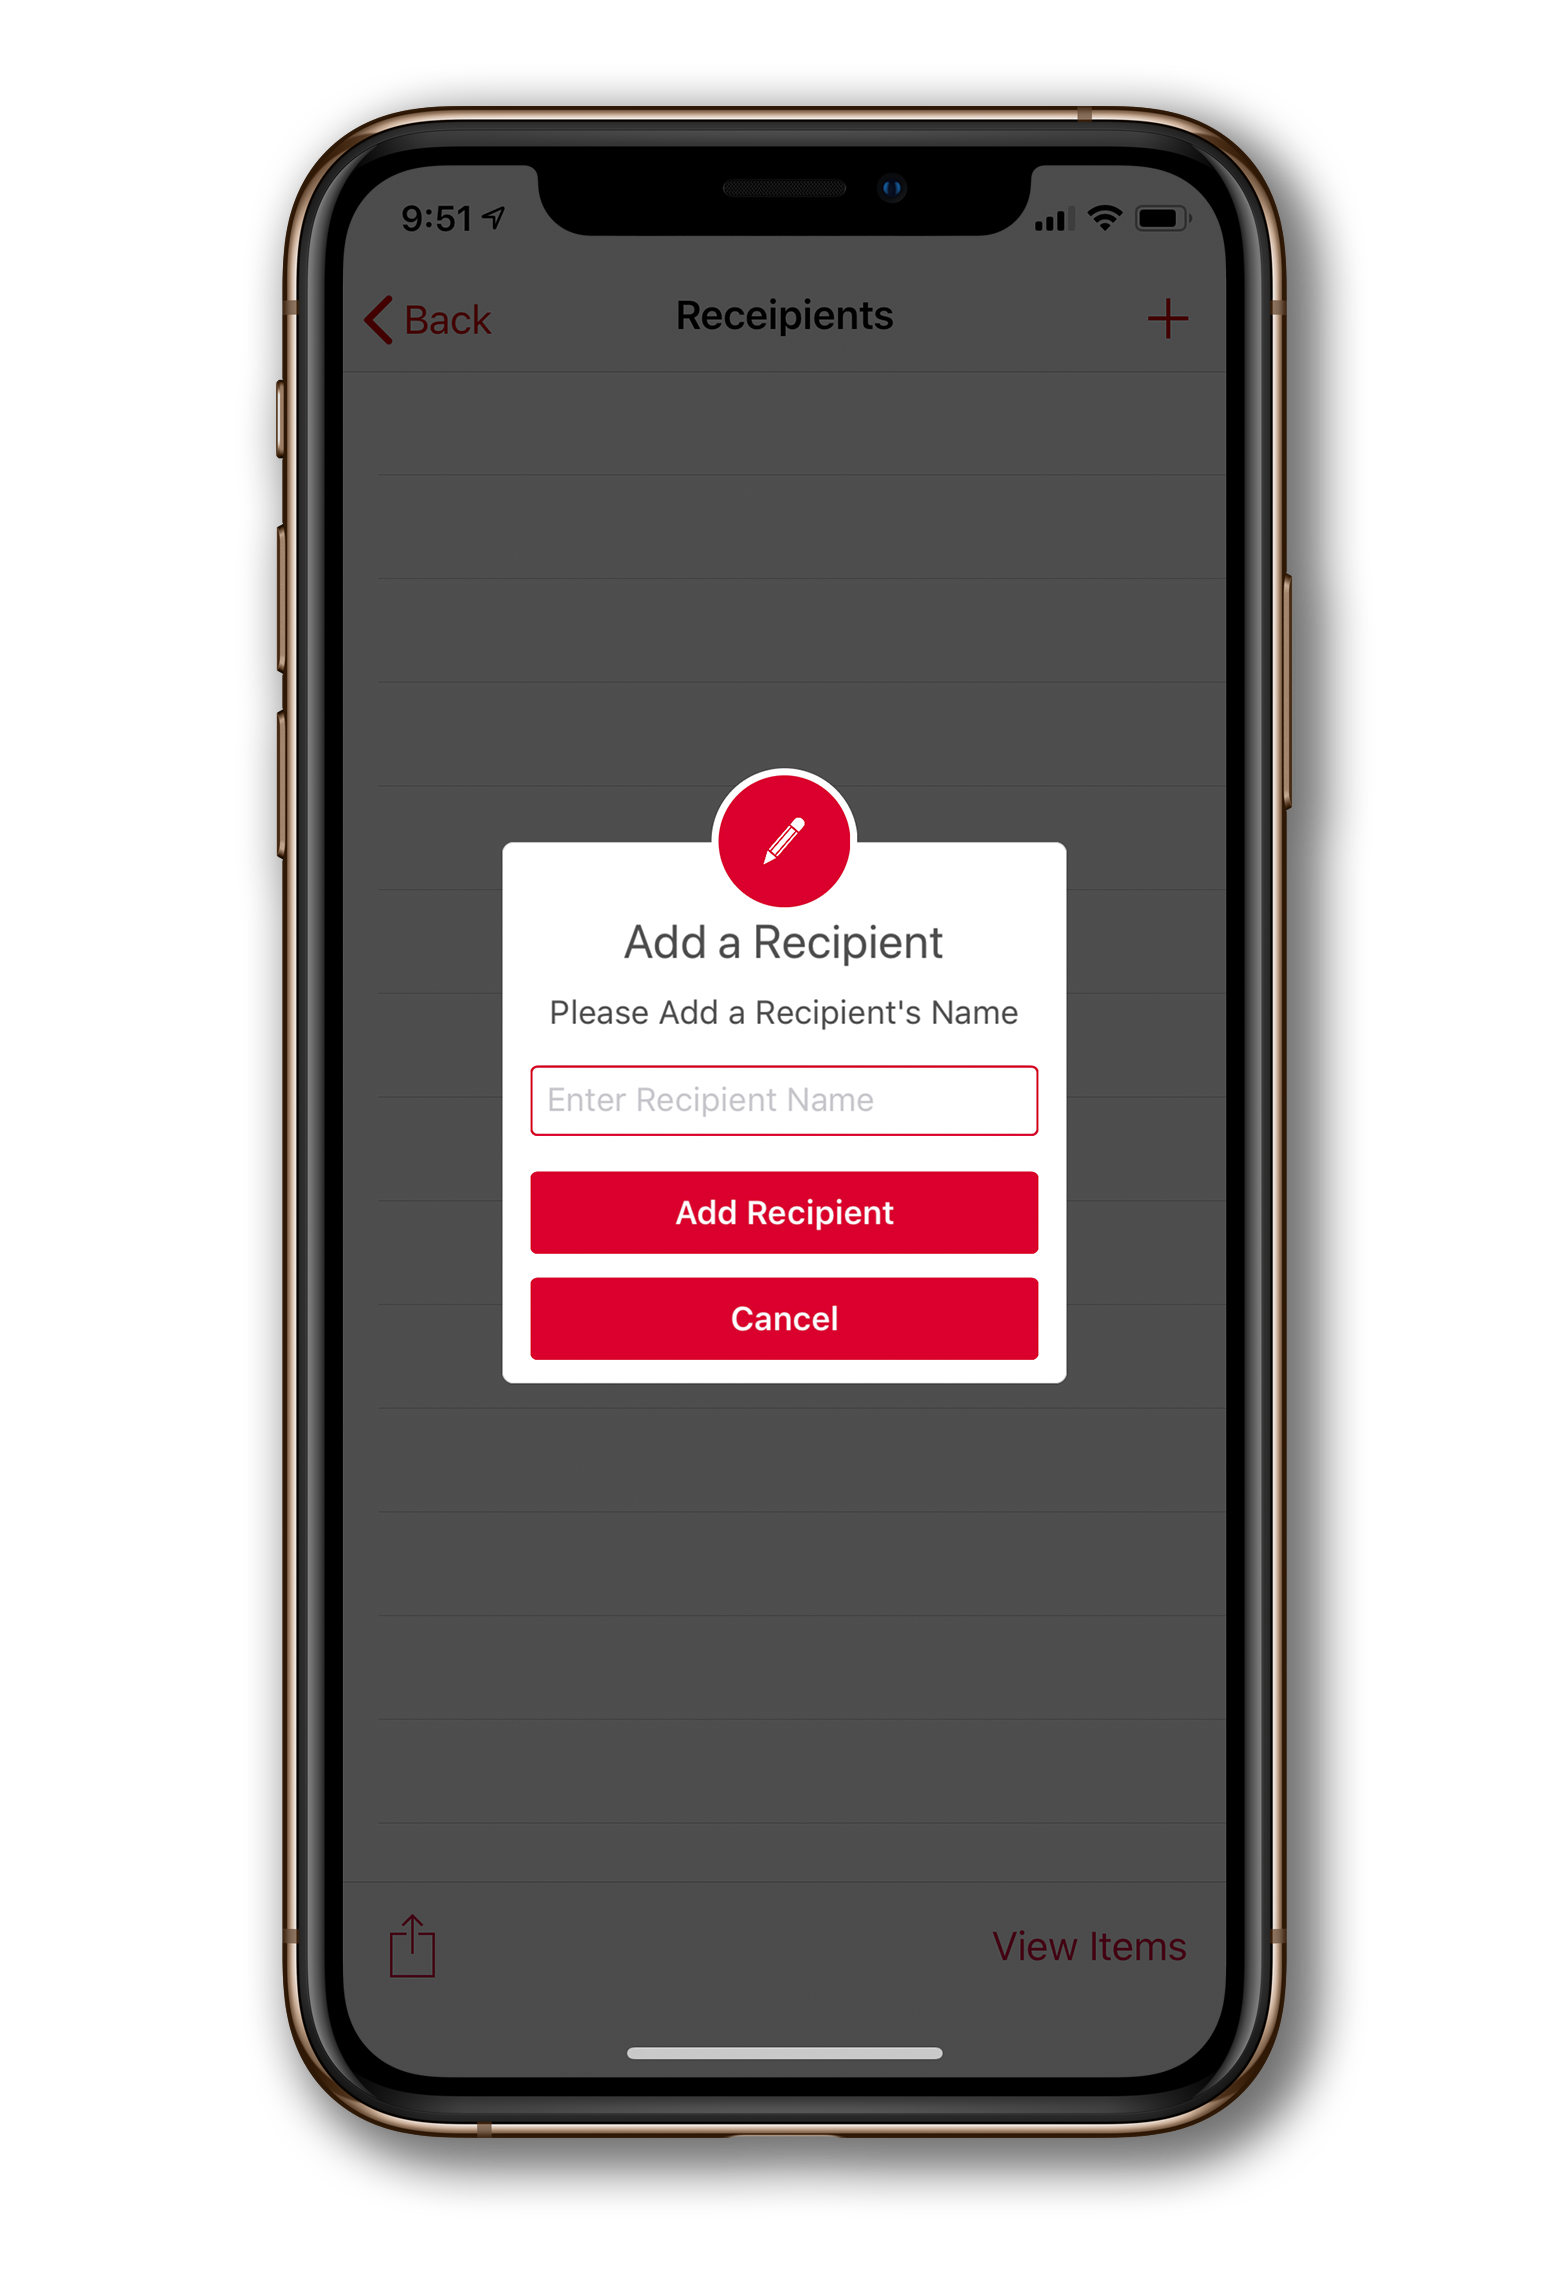 9:51
Back
Receipients
Add a Recipient
Please Add a Recipient's Name
Enter Recipient Name
Add Recipient
Cancel
View Items